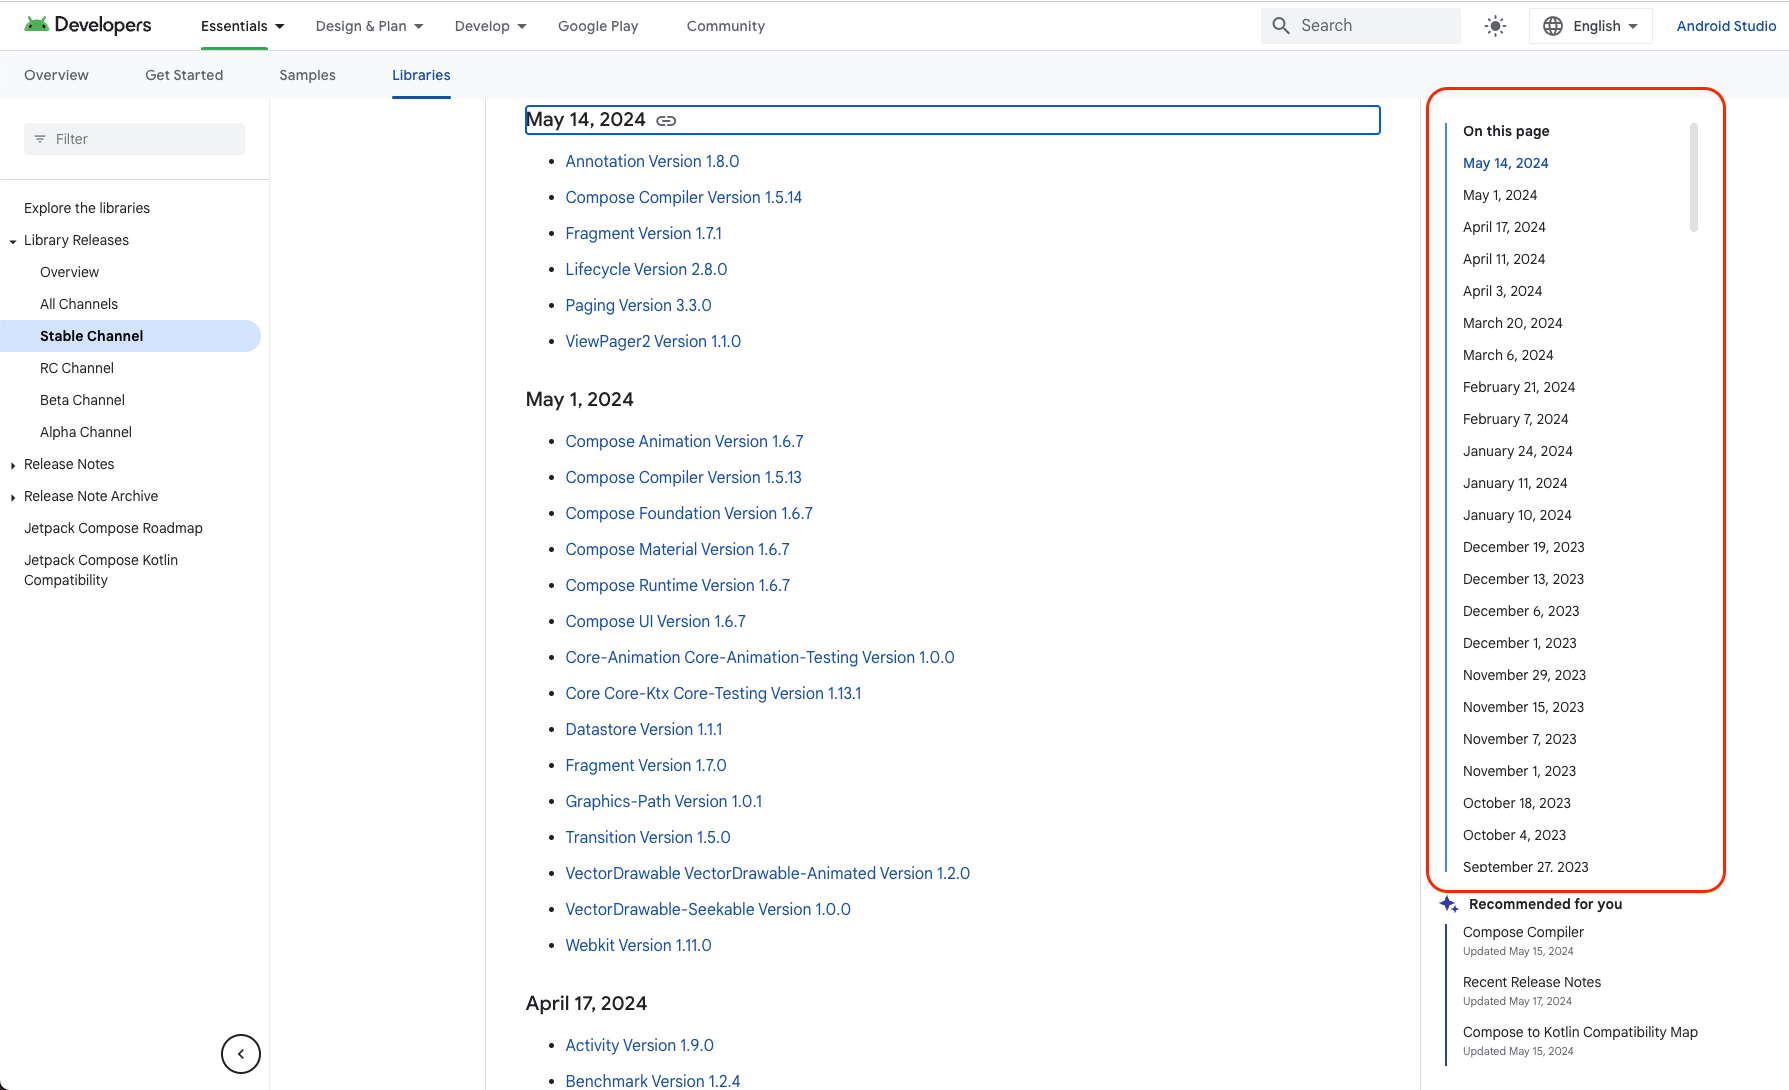 Developers
Essentials
Design & Plan
Develop
Google Play
Community
Search
English
Android Studio
Overview
Get Started
Samples
Libraries
Filter
Explore the libraries
Library Releases
Overview
All Channels
Stable Channel
RC Channel
Beta Channel
Alpha Channel
Release Notes
Release Note Archive
Jetpack Compose Roadmap
Jetpack Compose Kotlin
Compatibility
May 14, 2024
Annotation Version 1.8.0
Compose Compiler Version 1.5.14
Fragment Version 1.7.1
Lifecycle Version 2.8.0
Paging Version 3.3.0
ViewPager2 Version 1.1.0
May 1, 2024
Compose Animation Version 1.6.7
Compose Compiler Version 1.5.13
Compose Foundation Version 1.6.7
Compose Material Version 1.6.7
Compose Runtime Version 1.6.7
Compose UI Version 1.6.7
Core-Animation Core-Animation-Testing Version 1.0.0
Core Core-Ktx Core-Testing Version 1.13.1
Datastore Version 1.1.1
Fragment Version 1.7.0
Graphics-Path Version 1.0.1
Transition Version 1.5.0
VectorDrawable VectorDrawable-Animated Version 1.2.0
VectorDrawable-Seekable Version 1.0.0
Webkit Version 1.11.0
April 17, 2024
Activity Version 1.9.0
Benchmark Version 1.2.4
On this page
May 14, 2024
May 1, 2024
April 17, 2024
April 11, 2024
April 3, 2024
March 20, 2024
March 6, 2024
February 21, 2024
February 7, 2024
January 24, 2024
January 11, 2024
January 10, 2024
December 19, 2023
December 13, 2023
December 6, 2023
December 1, 2023
November 29, 2023
November 15, 2023
November 7, 2023
November 1, 2023
October 18, 2023
October 4, 2023
September 27, 2023
Recommended for you
Compose Compiler
Updated May 15, 2024
Recent Release Notes
Updated May 17, 2024
Compose to Kotlin Compatibility Map
Updated May 15, 2024